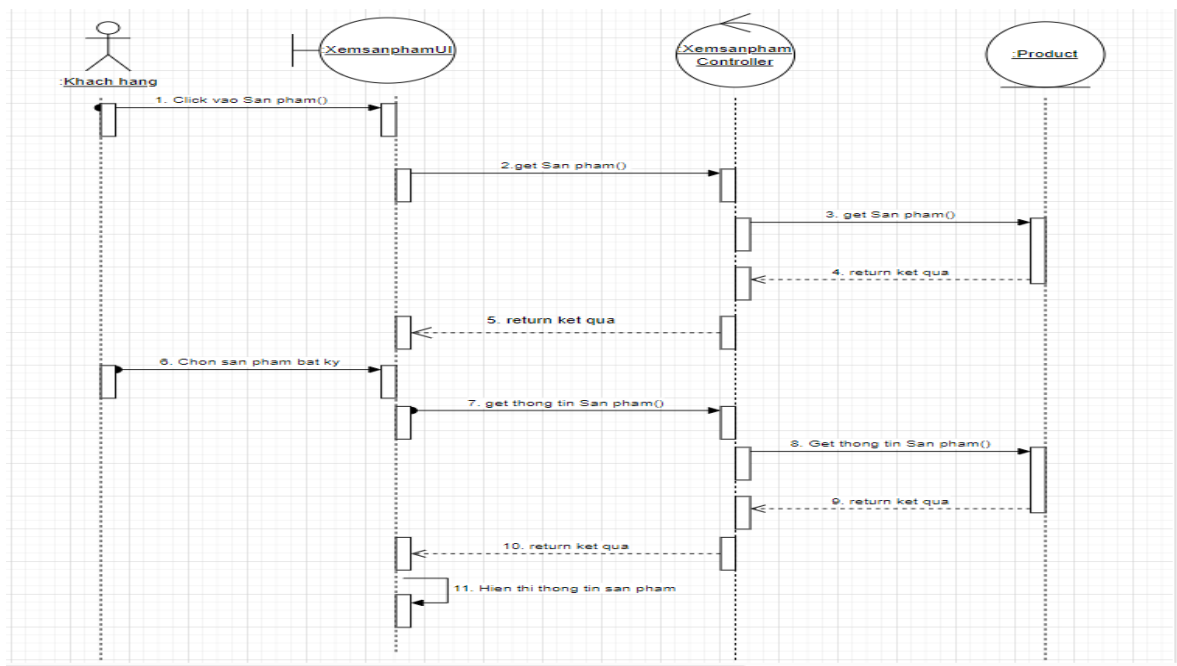 :XemsanphamUI
:Xemsanpham
Controller
:Product
:Khach hang
1. Click vao San pham()
2.get San pham()
3. get San pham()
4. return ket qua
5. return ket qua
6. Chon san pham bat ky
7. get thong tin San pham()
8. Get thong tin San pham()
9. return ket qua
10. return ket qua
11. Hien thi thong tin san pham